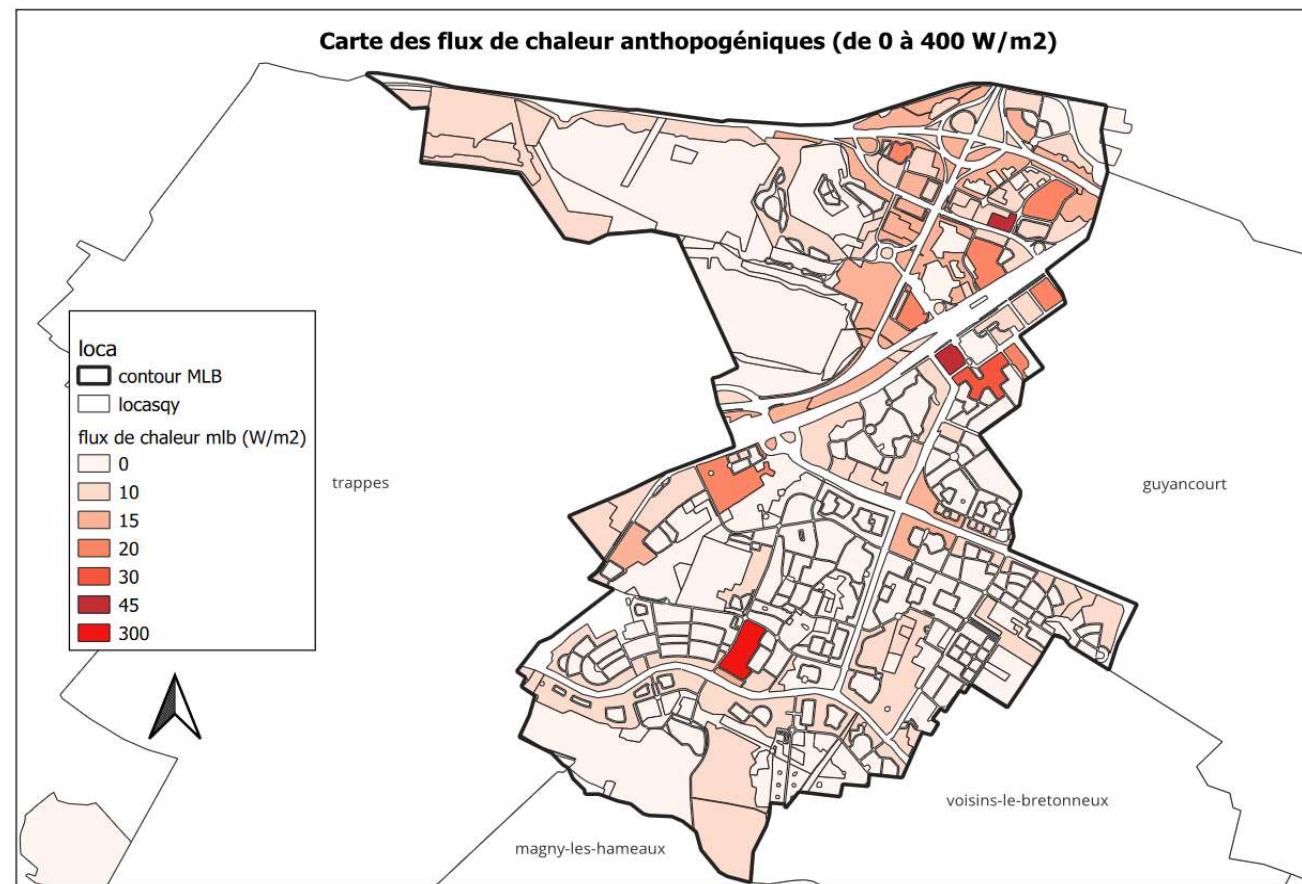 Carte des flux de chaleur anthopogéniques (de 0 à 400 W/m2)
loca
contour MLB
locasqy
flux de chaleur mlb (W/m2)
0
10
15
20
30
45
300
trappes
guyancourt
voisins-le-bretonneux
magny-les-hameaux